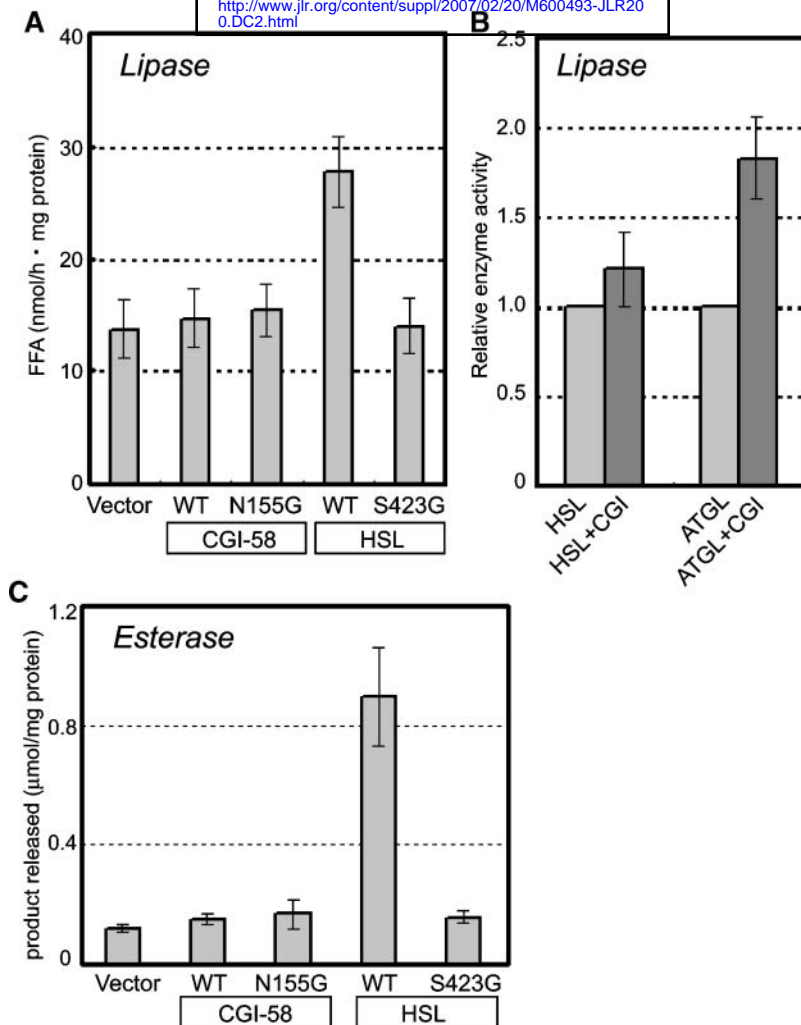 http://www.jlr.org/content/suppl/2007/02/20/M600493-JLR20
0.DC2.html
A
Lipase
FFA (nmol/h • mg protein)
40
30
20
10
0
Vector WT N155G WT S423G
CGI-58 HSL
B
Lipase
Relative enzyme activity
2.5
2.0
1.5
1.0
0.5
0
HSL
HSL+CGI
ATGL
ATGL+CGI
C
Esterase
product released (μmol/mg protein)
1.2
0.8
0.4
0
Vector WT N155G WT S423G
CGI-58 HSL